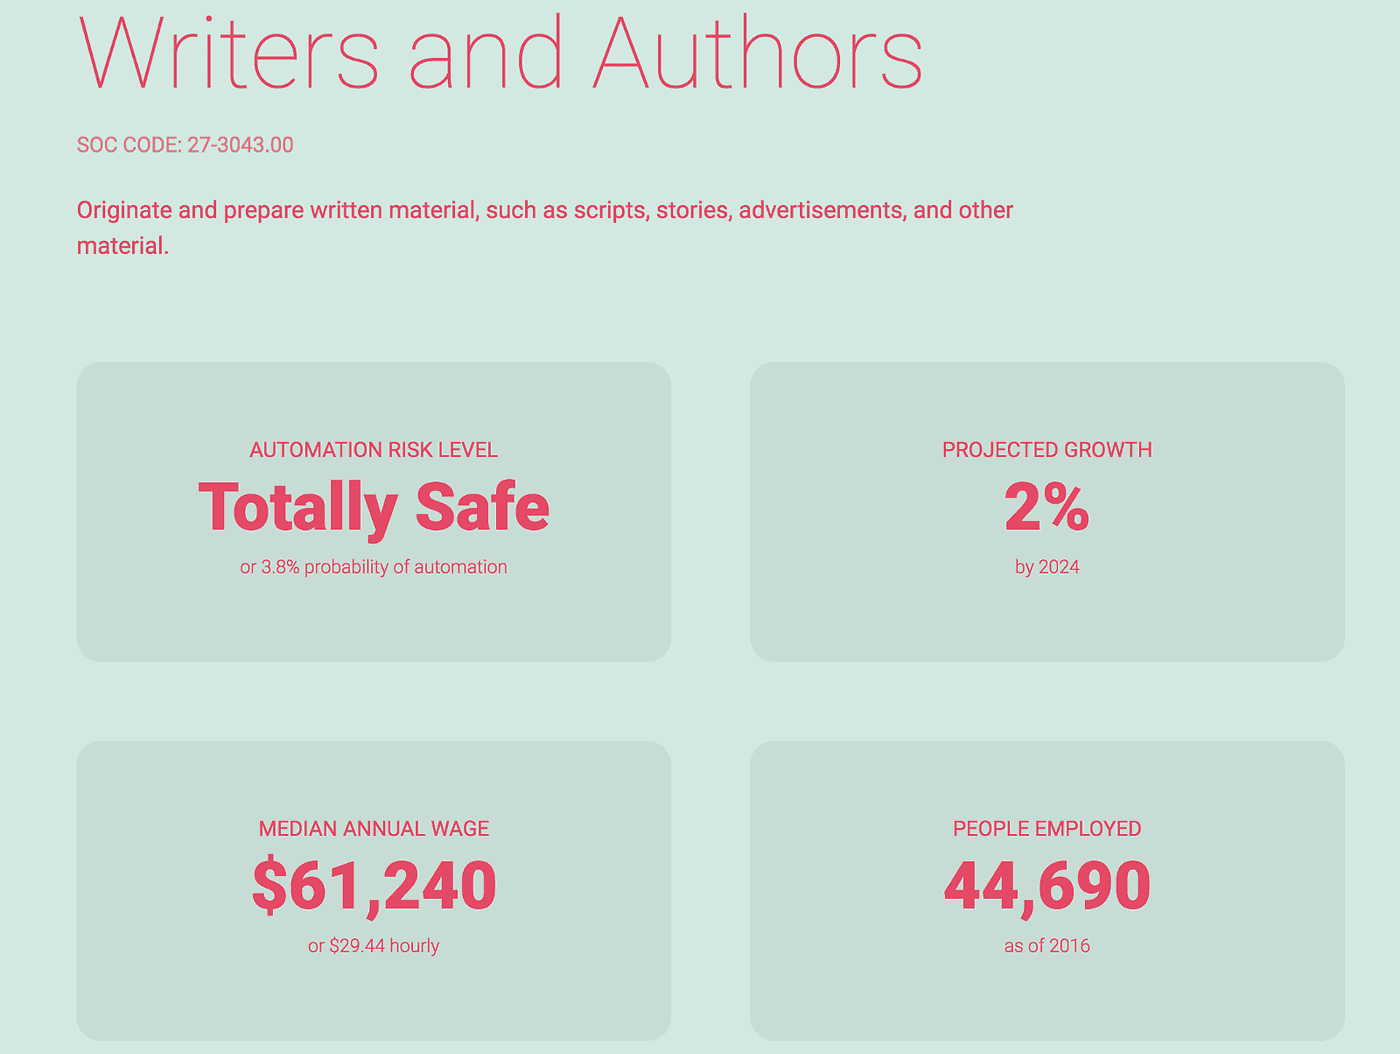 Writers and Authors
SOC CODE: 27-3043.00
Originate and prepare written material, such as scripts, stories, advertisements, and other
material.
AUTOMATION RISK LEVEL
Totally Safe
or 3.8% probability of automation
PROJECTED GROWTH
2%
by 2024
MEDIAN ANNUAL WAGE
$61,240
or $29.44 hourly
PEOPLE EMPLOYED
44,690
as of 2016